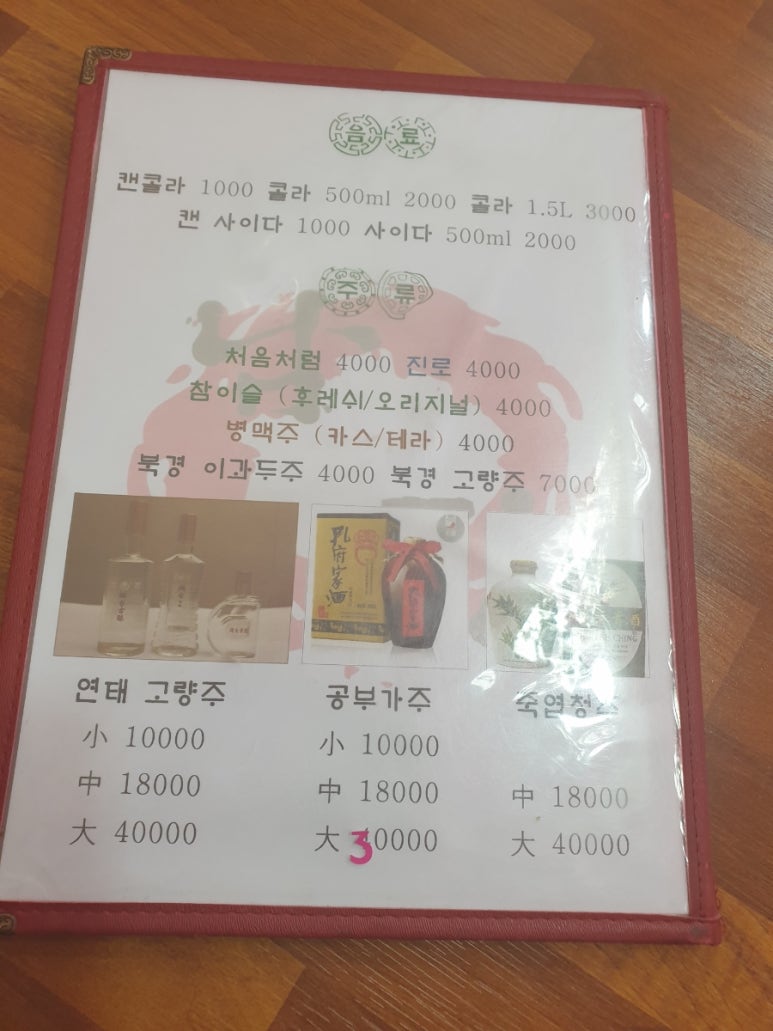 음료
캔콜라 1000 콜라 500ml 2000 콜라 1.5L 3000
캔 사이다 1000 사이다 500ml 2000
주류
처음처럼 4000 진로 4000
참이슬 (후레쉬/오리지널) 4000
병맥주 (카스/테라) 4000
북경 이과두주 4000 북경 고량주 7000
孔府家酒
연태 고량주 공부가주 죽엽청주
小 10000 小 10000
中 18000 中 18000 中 18000
大 40000 大 30000 大 40000